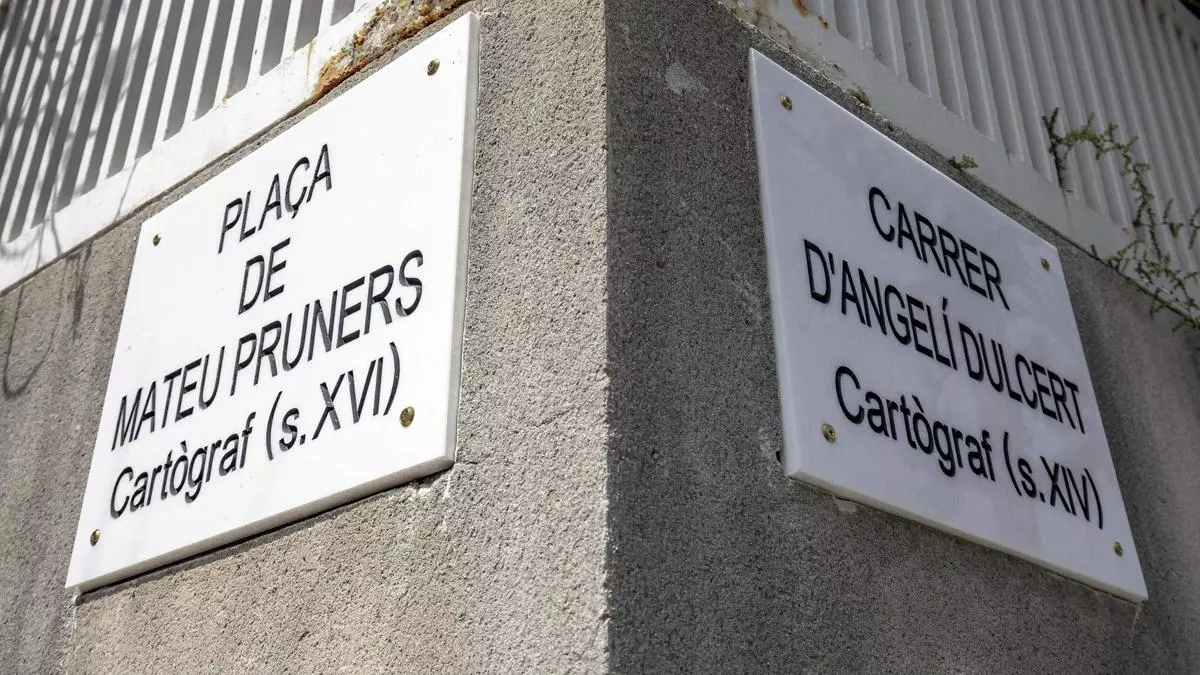 PLAÇA
DE
MATEU PRUNERS
Cartògraf (s. XVI)
CARRER
D'ANGELÍ DULCERT
Cartògraf (s. XIV)